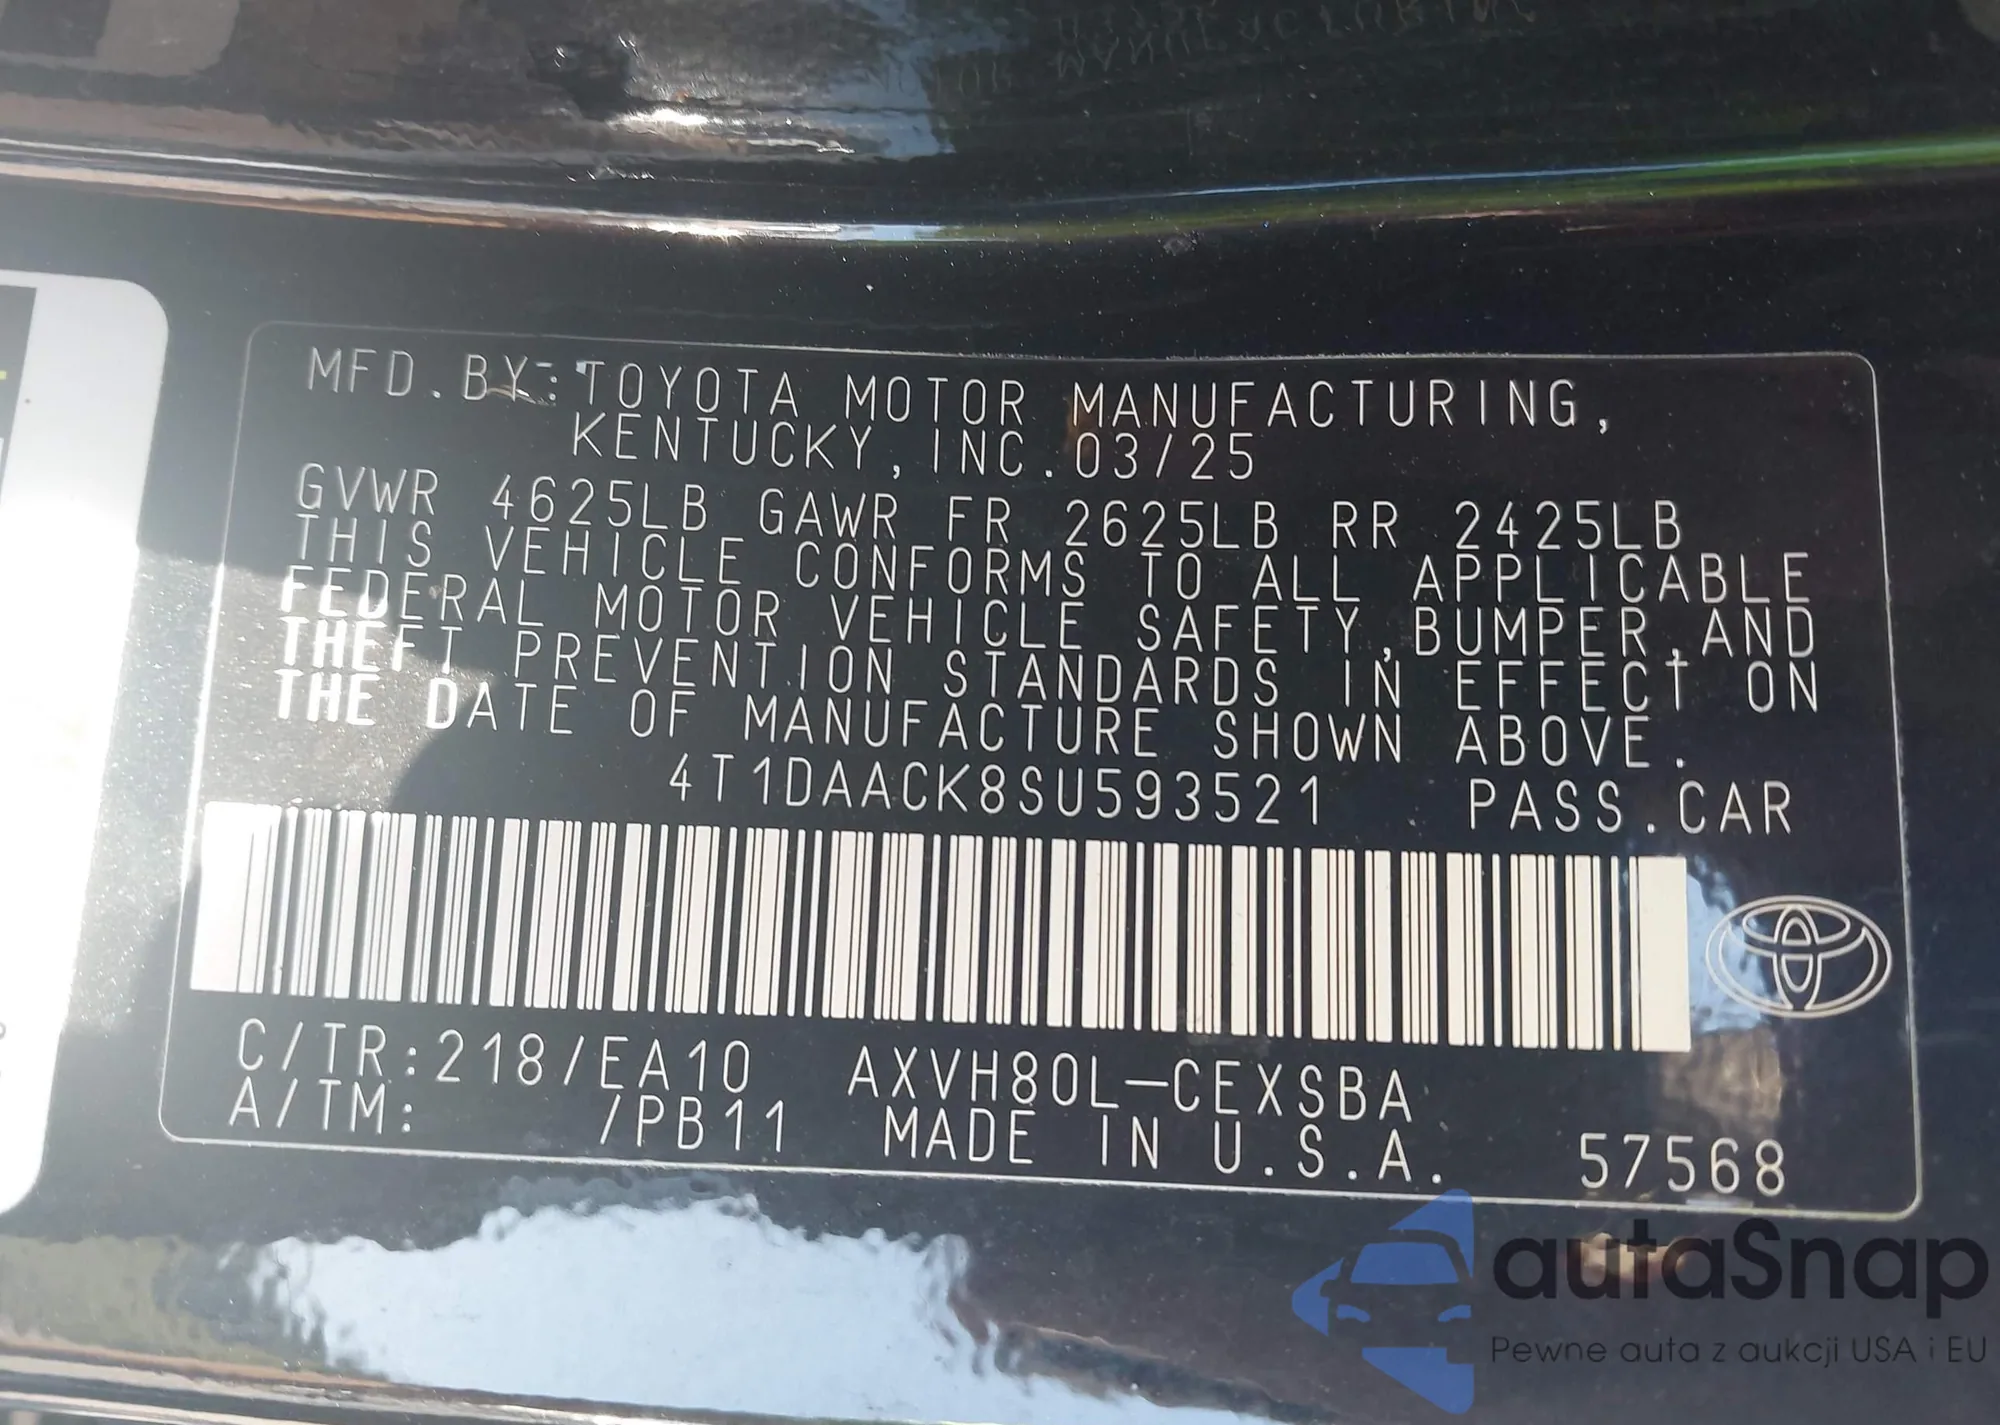 MFD.BY:TOYOTA MOTOR MANUFACTURING,
KENTUCKY,INC.03/25
GVWR 4625LB GAWR FR 2625LB RR 2425LB
THIS VEHICLE CONFORMS TO ALL APPLICABLE
FEDERAL MOTOR VEHICLE SAFETY,BUMPER,AND
THEFT PREVENTION STANDARDS IN EFFECT ON
THE DATE OF MANUFACTURE SHOWN ABOVE.
4T1DAACK8SU593521 PASS.CAR
C/TR:218/EA10 AXVH80L-CEXSBA
A/TM: /PB11 MADE IN U.S.A. 57568
autaSnap
Pewne auta z aukcji USA i EU